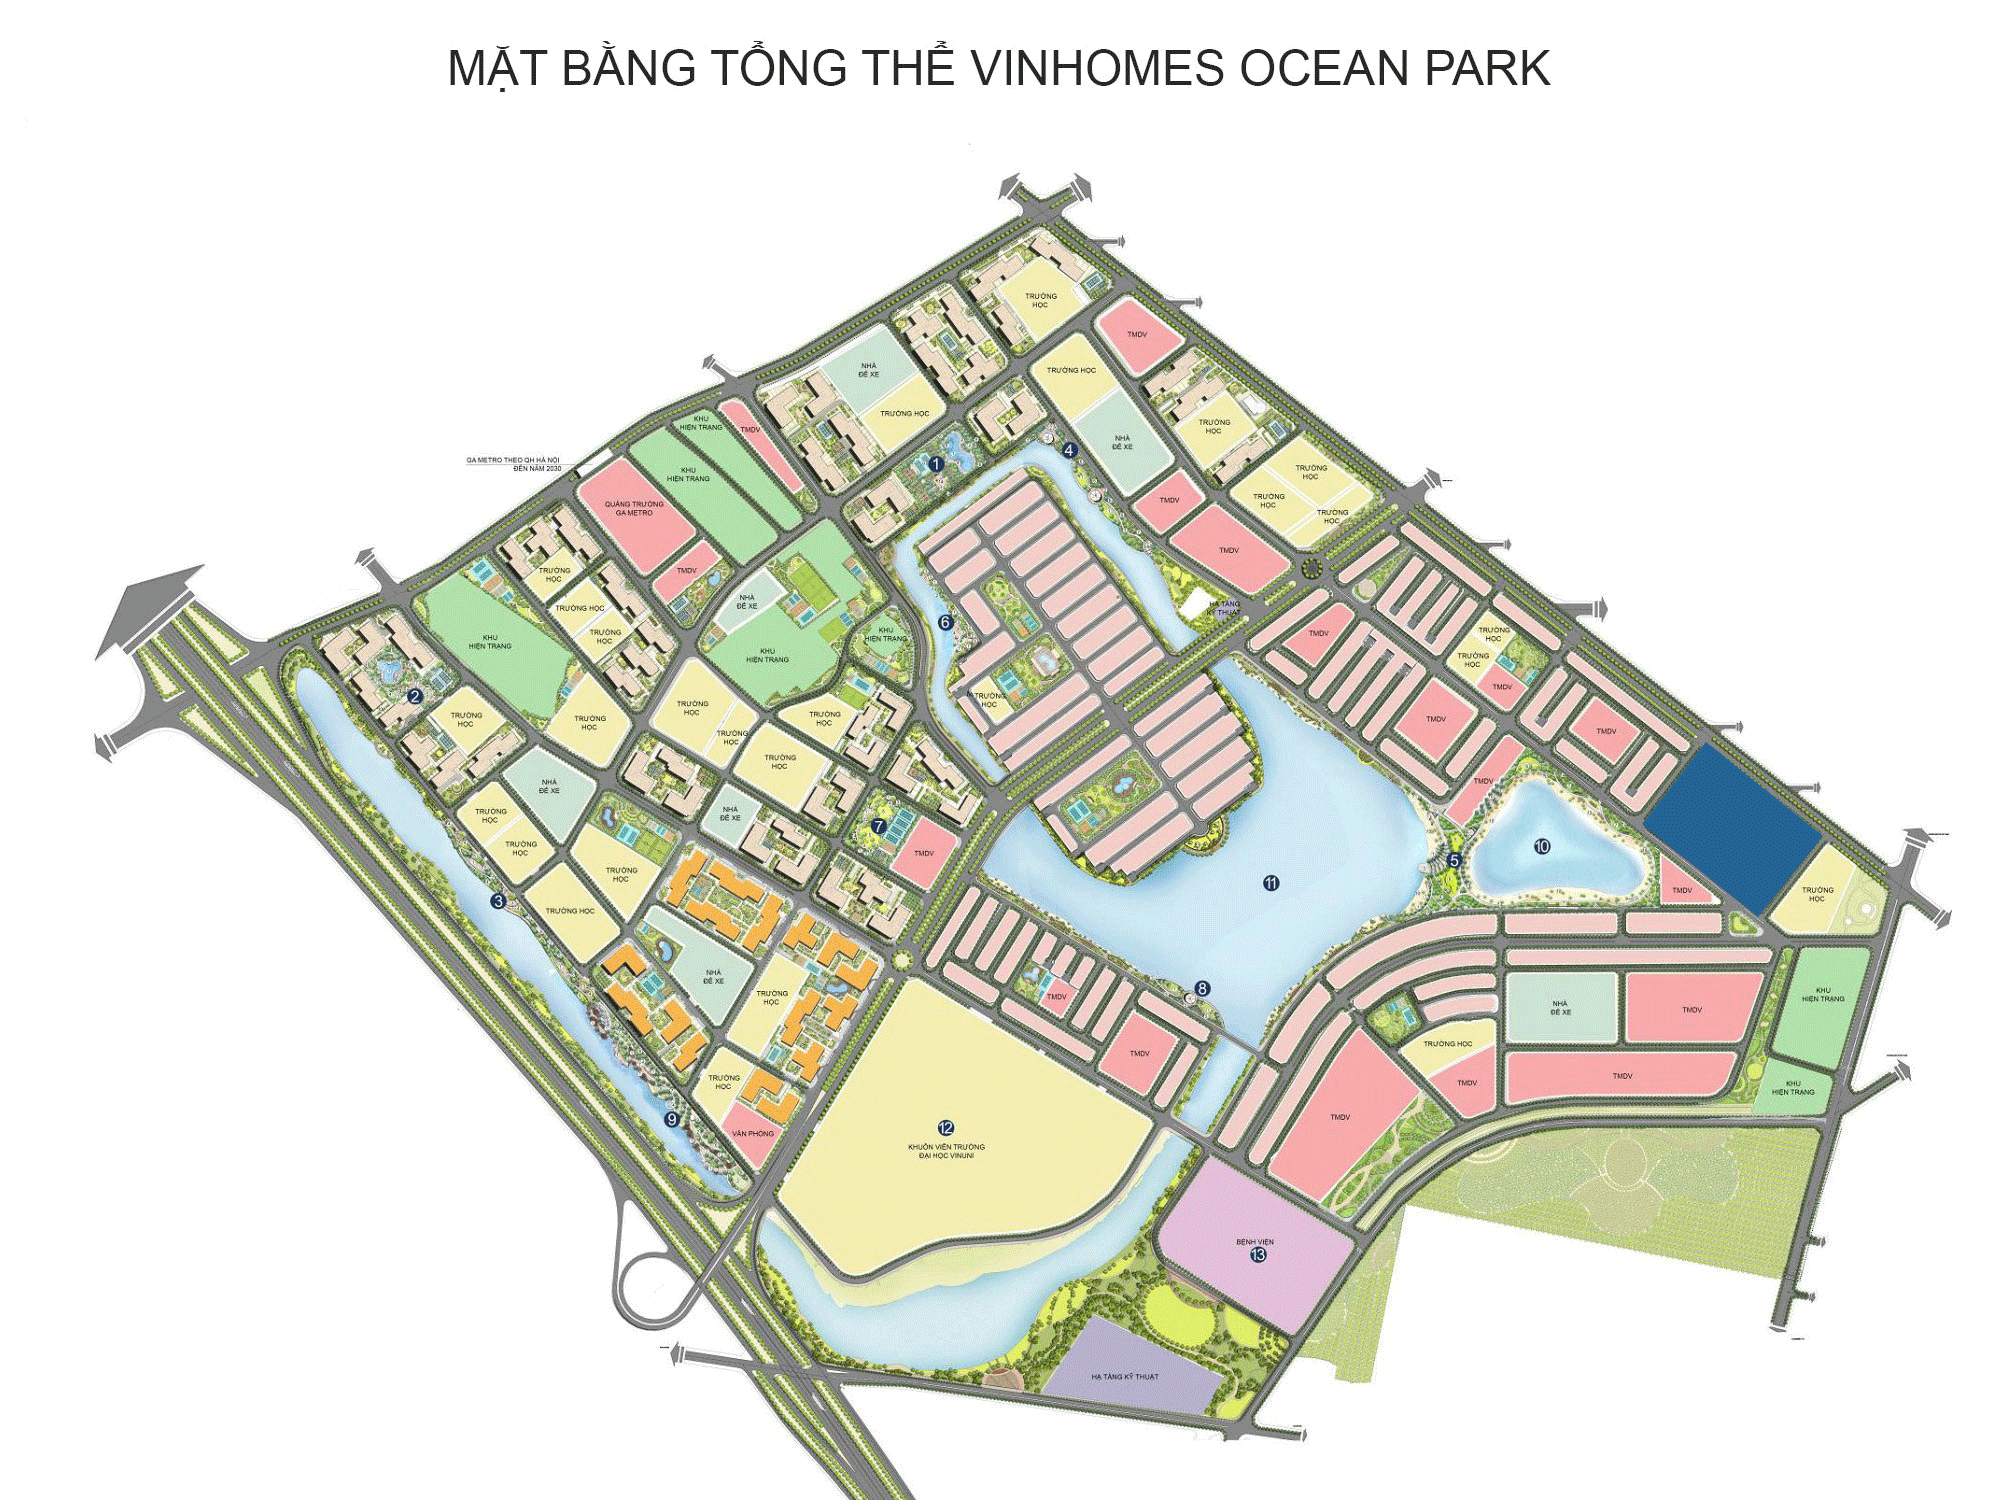 MẶT BẰNG TỔNG THỂ VINHOMES OCEAN PARK
TRƯỜNG
HỌC
TMDV
NHÀ
ĐỂ XE
TRƯỜNG HỌC
TRƯỜNG HỌC
KHU
HIỆN TRẠNG
TMDV
TRƯỜNG
HỌC
NHÀ
ĐỂ XE
4
GA METRO THEO QH HÀ NỘI
ĐẾN NĂM 2030
1
KHU
HIỆN TRẠNG
TRƯỜNG
HỌC
TRƯỜNG
HỌC
TRƯỜNG
HỌC
TMDV
QUẢNG TRƯỜNG
GA METRO
TMDV
TRƯỜNG
HỌC
TMDV
NHÀ
ĐỂ XE
TRƯỜNG HỌC
HẠ TẦNG
KỸ THUẬT
6
TRƯỜNG
HỌC
KHU
HIỆN TRẠNG
KHU
HIỆN TRẠNG
KHU
HIỆN TRẠNG
TMDV
TRƯỜNG
HỌC
TRƯỜNG
HỌC
TMDV
2
TRƯỜNG
HỌC
TRƯỜNG
HỌC
TRƯỜNG
HỌC
TRƯỜNG
HỌC
TRƯỜNG
HỌC
TRƯỜNG
HỌC
TMDV
TMDV
TRƯỜNG
HỌC
NHÀ
ĐỂ XE
TMDV
TRƯỜNG
HỌC
NHÀ
ĐỂ XE
7
TRƯỜNG
HỌC
TMDV
5
10
TRƯỜNG
HỌC
11
TMDV
TRƯỜNG
HỌC
3
TRƯỜNG HỌC
NHÀ
ĐỂ XE
TRƯỜNG
HỌC
8
TMDV
KHU
HIỆN TRẠNG
NHÀ
ĐỂ XE
TMDV
TRƯỜNG HỌC
TMDV
TRƯỜNG
HỌC
TMDV
TMDV
KHU
HIỆN TRẠNG
9
VĂN PHÒNG
TMDV
12
KHUÔN VIÊN TRƯỜNG
ĐẠI HỌC VINUNI
BỆNH VIỆN
13
HẠ TẦNG KỸ THUẬT